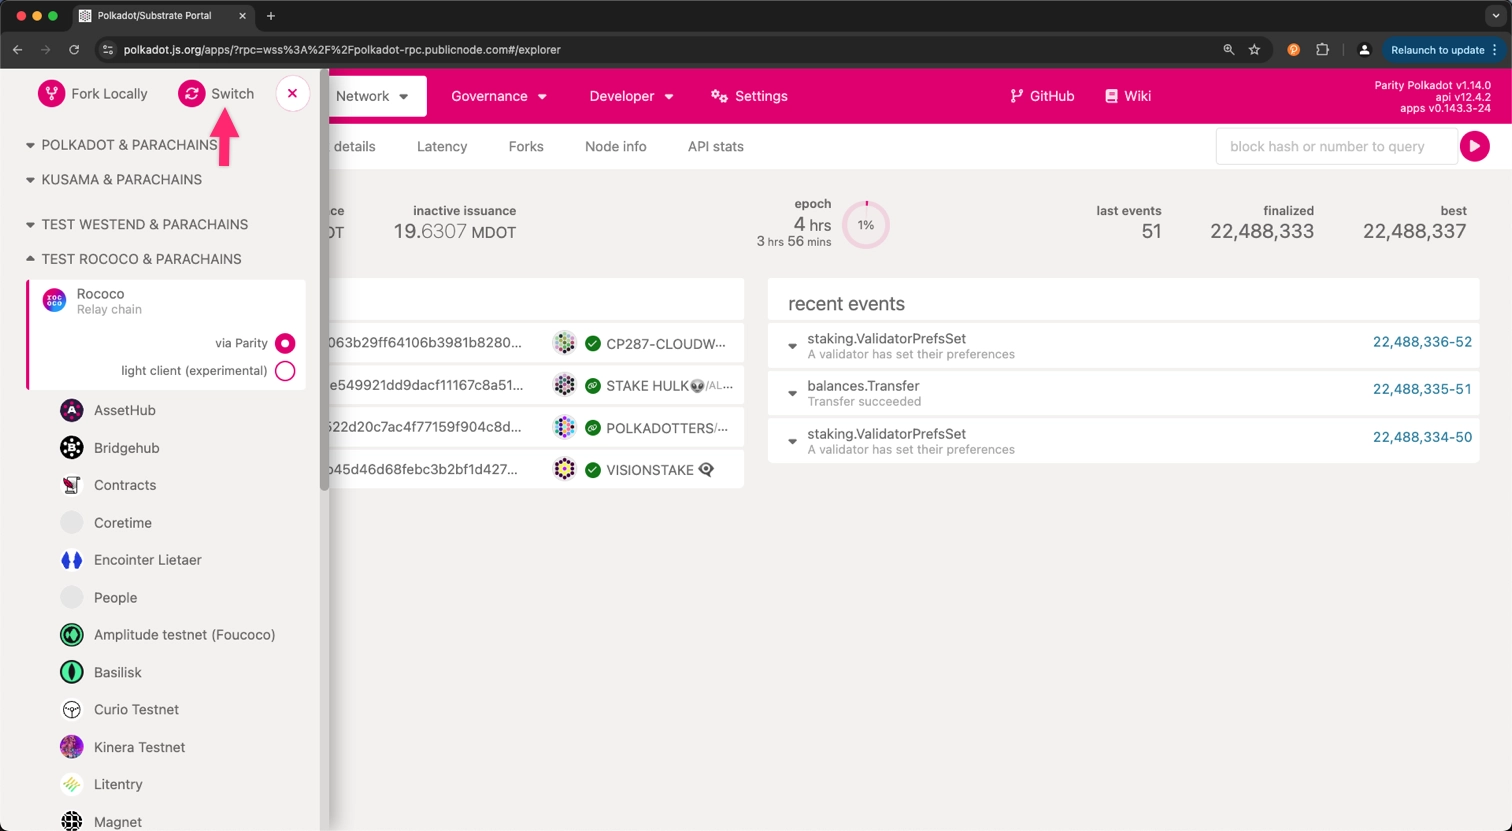 Polkadot/Substrate Portal
polkadot.js.org/apps/?rpc=wss%3A%2F%2Fpolkadot-rpc.publicnode.com#/explorer
Relaunch to update
Fork Locally
Switch
Network
Governance
Developer
Settings
GitHub
Wiki
Parity Polkadot v1.14.0
api v12.4.2
apps v0.143.3-24
details
Latency
Forks
Node info
API stats
block hash or number to query
POLKADOT & PARACHAINS
KUSAMA & PARACHAINS
TEST WESTEND & PARACHAINS
TEST ROCOCO & PARACHAINS
Rococo
Relay chain
via Parity
light client (experimental)
AssetHub
Bridgehub
Contracts
Coretime
Encointer Lietaer
People
Amplitude testnet (Foucoco)
Basilisk
Curio Testnet
Kinera Testnet
Litentry
Magnet
inactive issuance
19.6307 MDOT
epoch
4 hrs
3 hrs 56 mins
1%
last events
51
finalized
22,488,333
best
22,488,337
063b29ff64106b3981b8280...
CP287-CLOUDW...
e549921dd9dacf11167c8a51...
STAKE HULK👽/AL...
522d20c7ac4f77159f904c8d...
POLKADOTTERS/...
b45d46d68febc3b2bf1d427...
VISIONSTAKE
recent events
staking.ValidatorPrefsSet
A validator has set their preferences
22,488,336-52
balances.Transfer
Transfer succeeded
22,488,335-51
staking.ValidatorPrefsSet
A validator has set their preferences
22,488,334-50